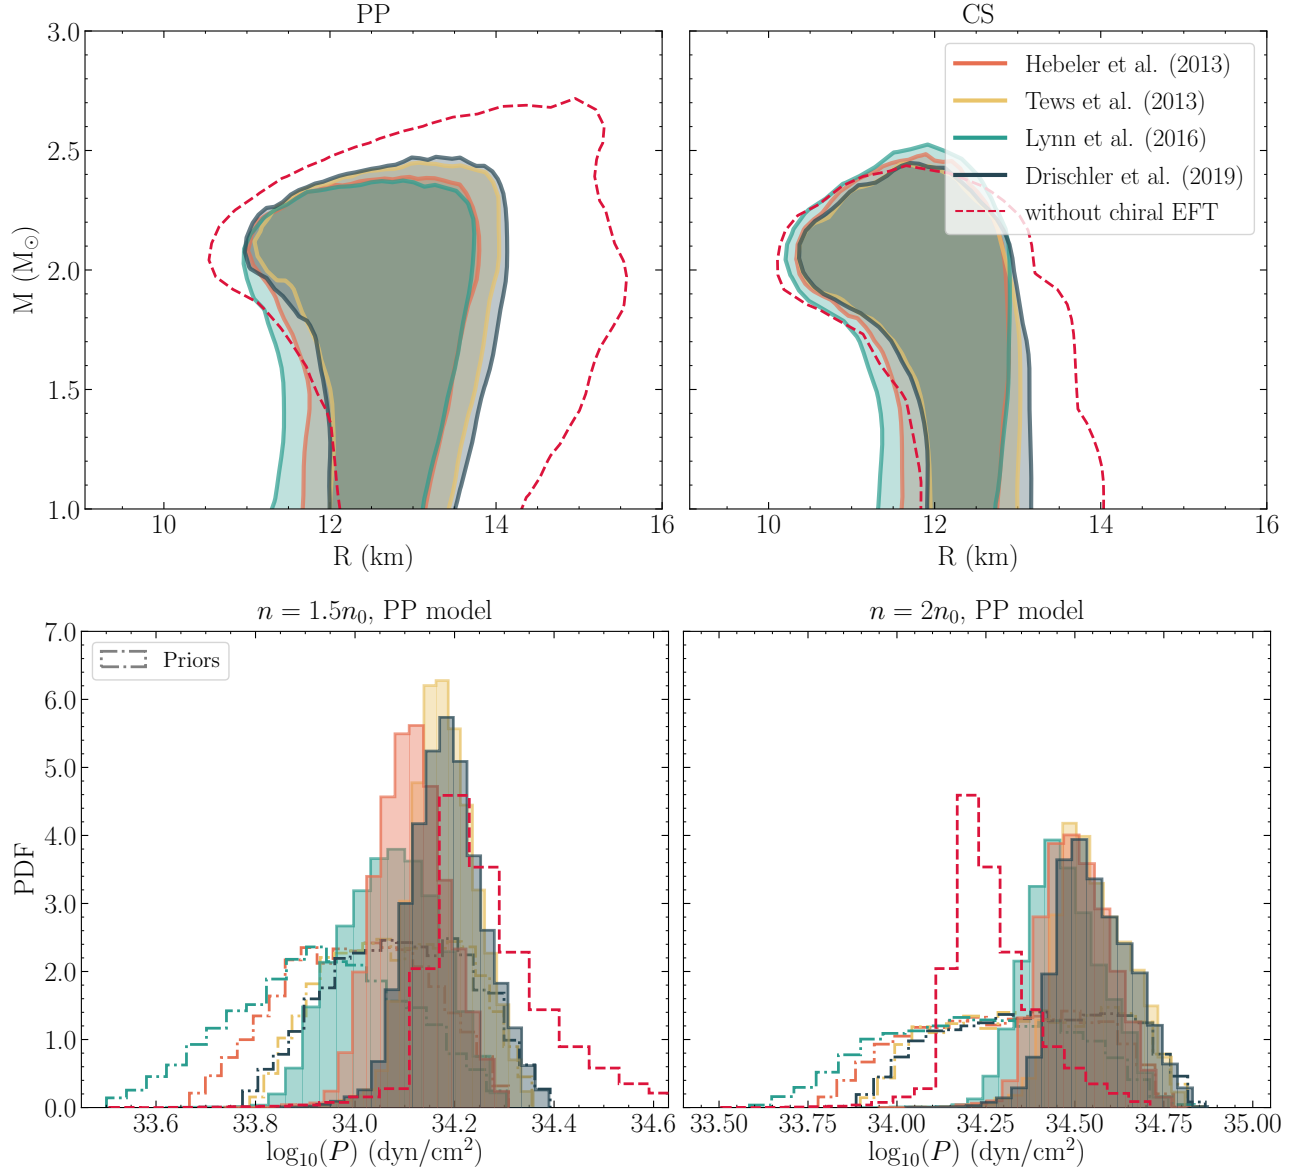 PP
CS
3.0
2.5
2.0
1.5
1.0
M (M⊙)
10
12
14
16
R (km)
10
12
14
16
R (km)
Hebeler et al. (2013)
Tews et al. (2013)
Lynn et al. (2016)
Drischler et al. (2019)
without chiral EFT
n = 1.5n₀, PP model
n = 2n₀, PP model
7.0
6.0
5.0
4.0
3.0
2.0
1.0
0.0
PDF
Priors
33.6
33.8
34.0
34.2
34.4
34.6
log₁₀(P) (dyn/cm²)
33.50
33.75
34.00
34.25
34.50
34.75
35.00
log₁₀(P) (dyn/cm²)